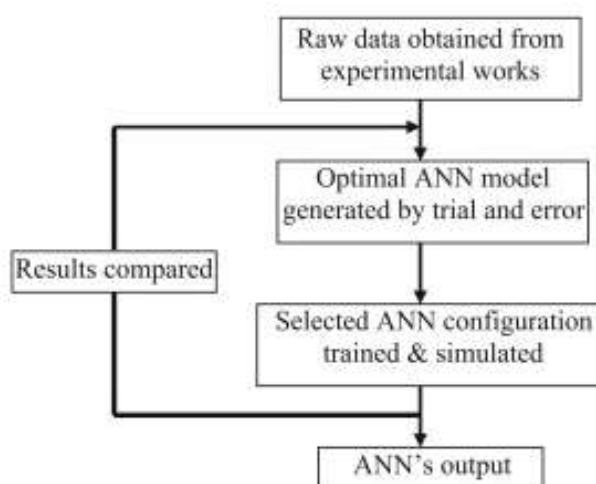 Raw data obtained from
experimental works
Optimal ANN model
generated by trial and error
Results compared
Selected ANN configuration
trained & simulated
ANN's output